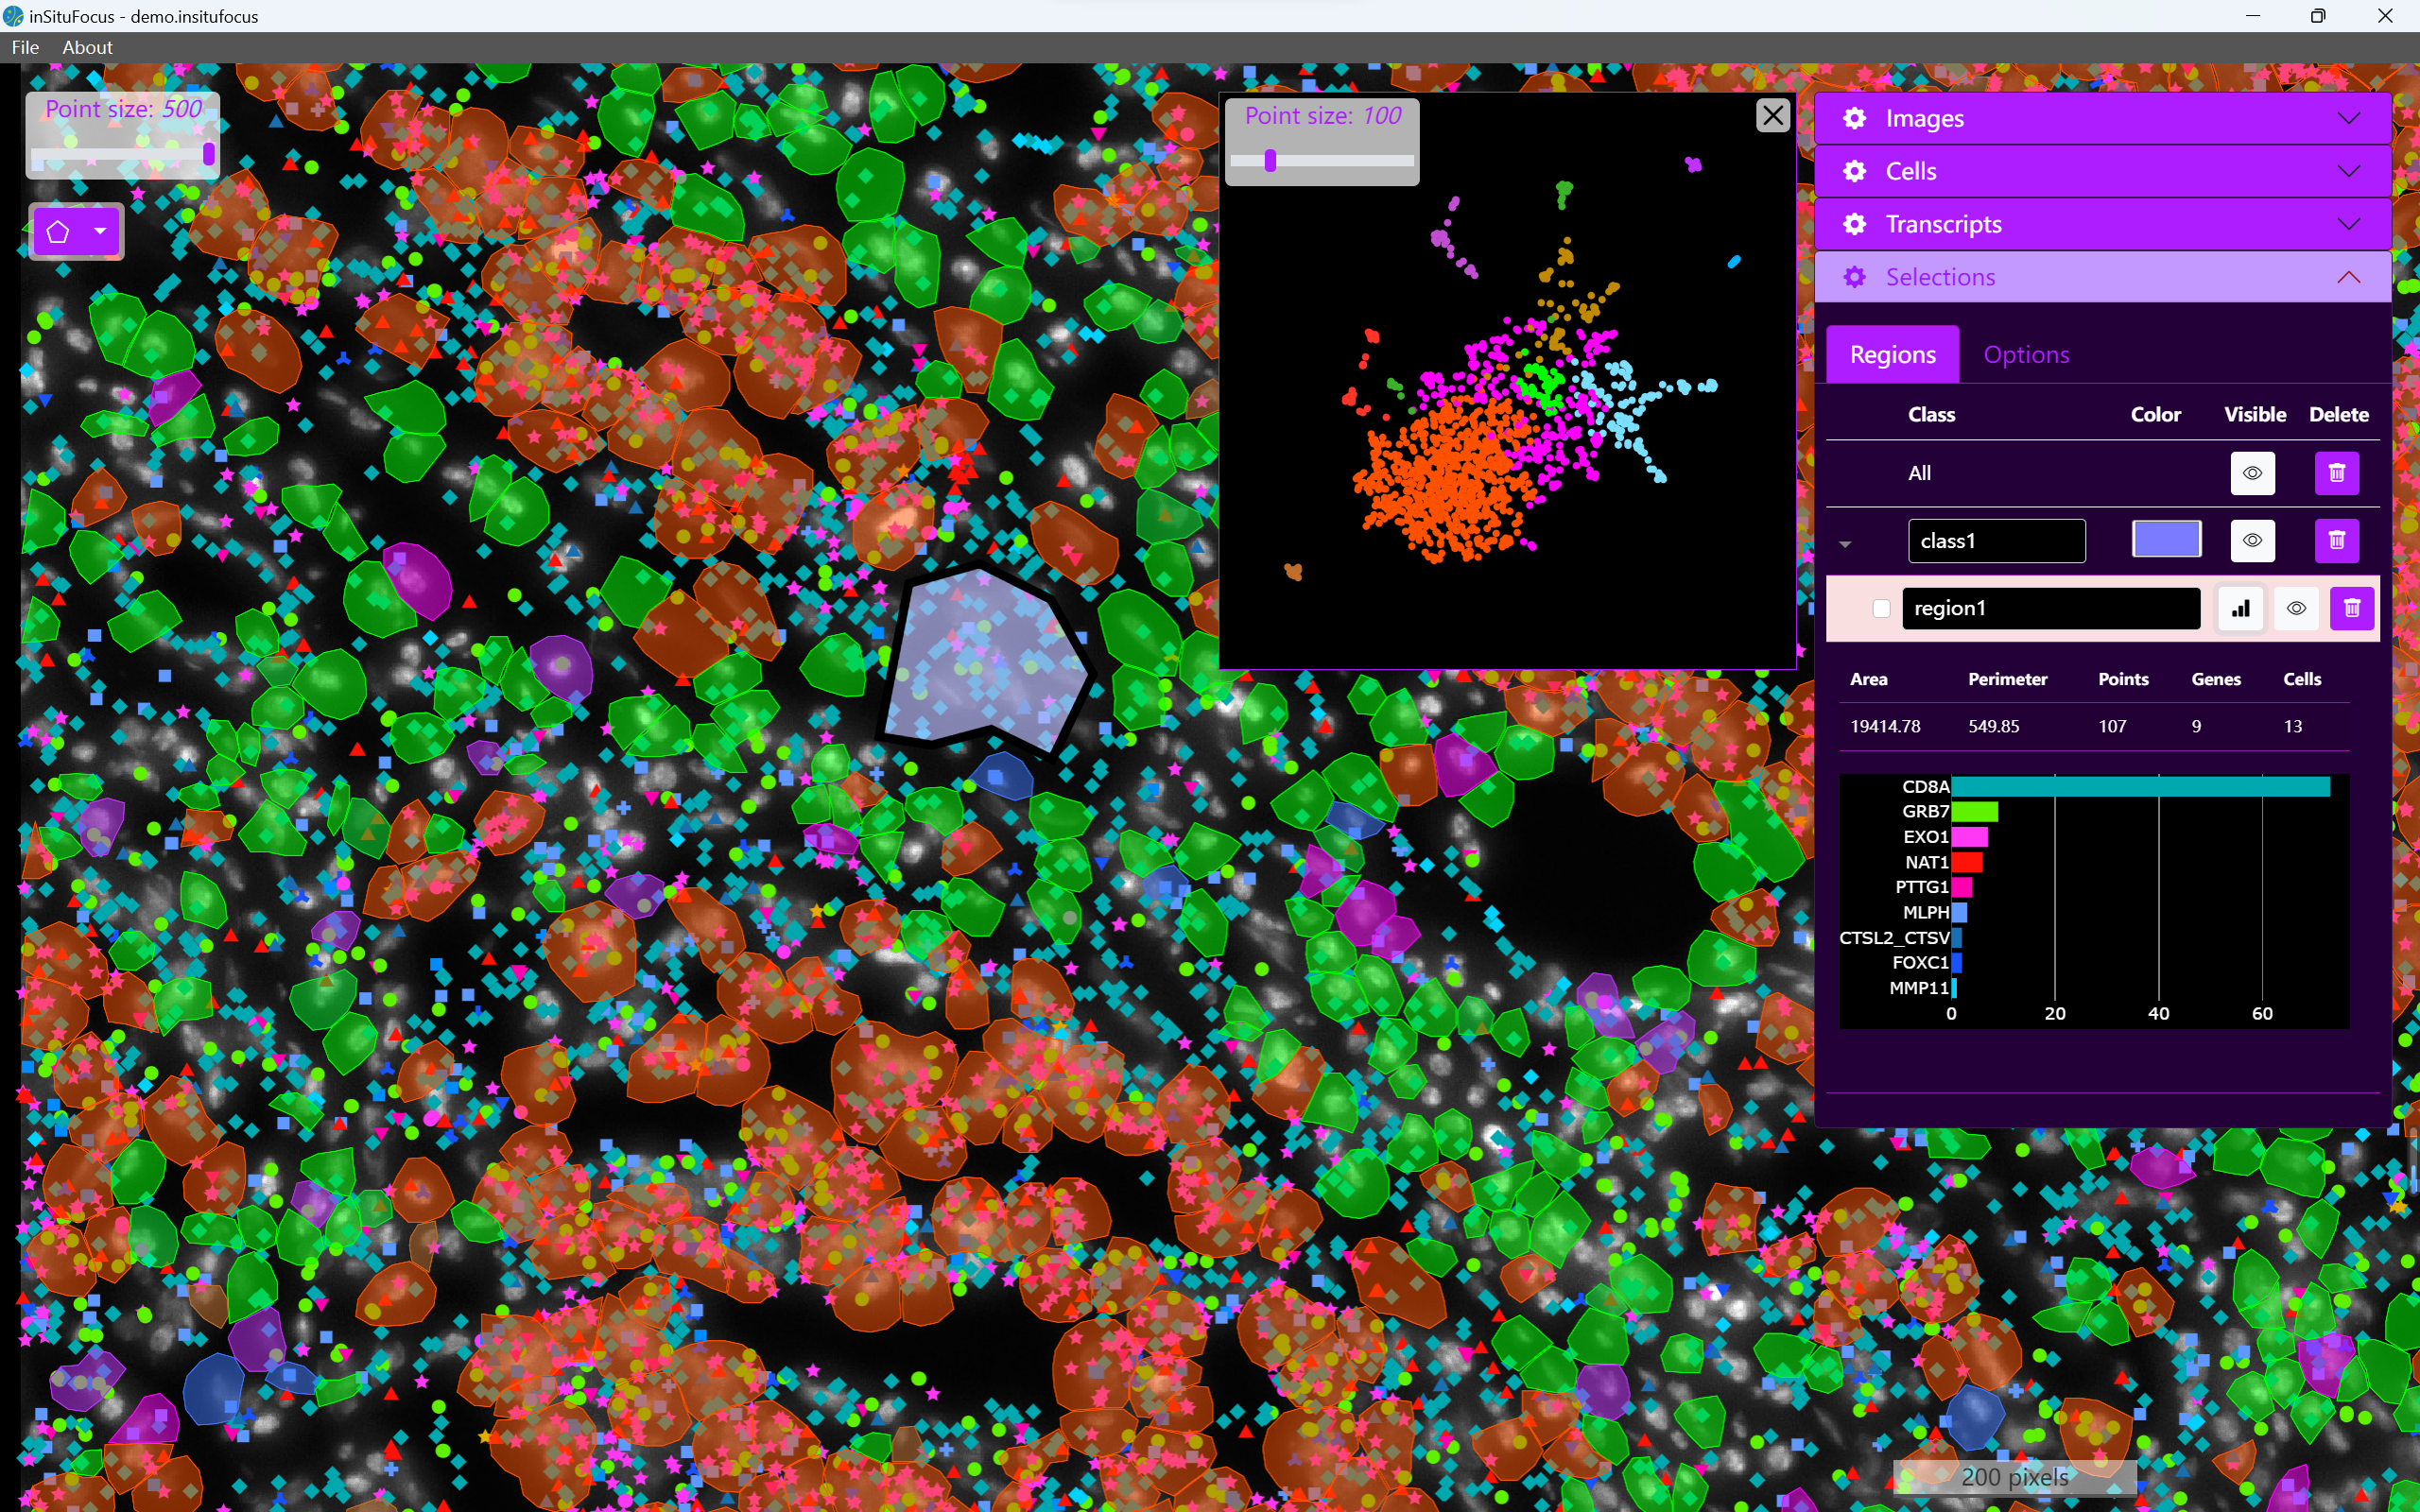 inSituFocus - demo.insitufocus
File About
Point size: 500
Point size: 100
Images
Cells
Transcripts
Selections
Regions Options
Class Color Visible Delete
All
class1
region1
Area Perimeter Points Genes Cells
19414.78 549.85 107 9 13
CD8A
GRB7
EXO1
NAT1
PTTG1
MLPH
CTSL2_CTSV
FOXC1
MMP11
0 20 40 60
200 pixels